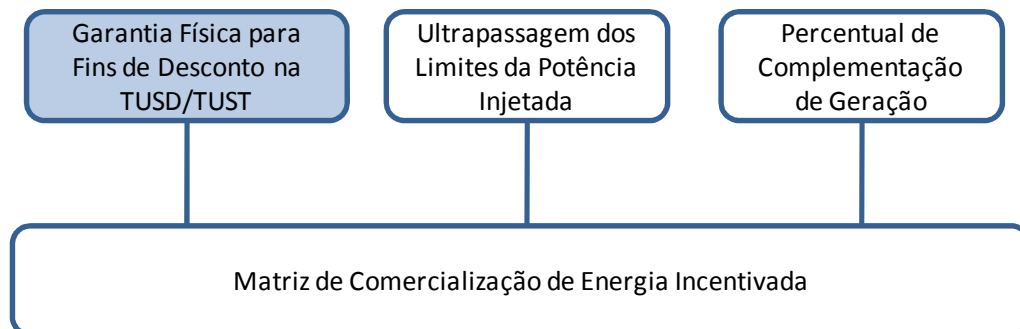 Garantia Física para
Fins de Desconto na
TUSD/TUST
Ultrapassagem dos
Limites da Potência
Injetada
Percentual de
Complementação
de Geração
Matriz de Comercialização de Energia Incentivada